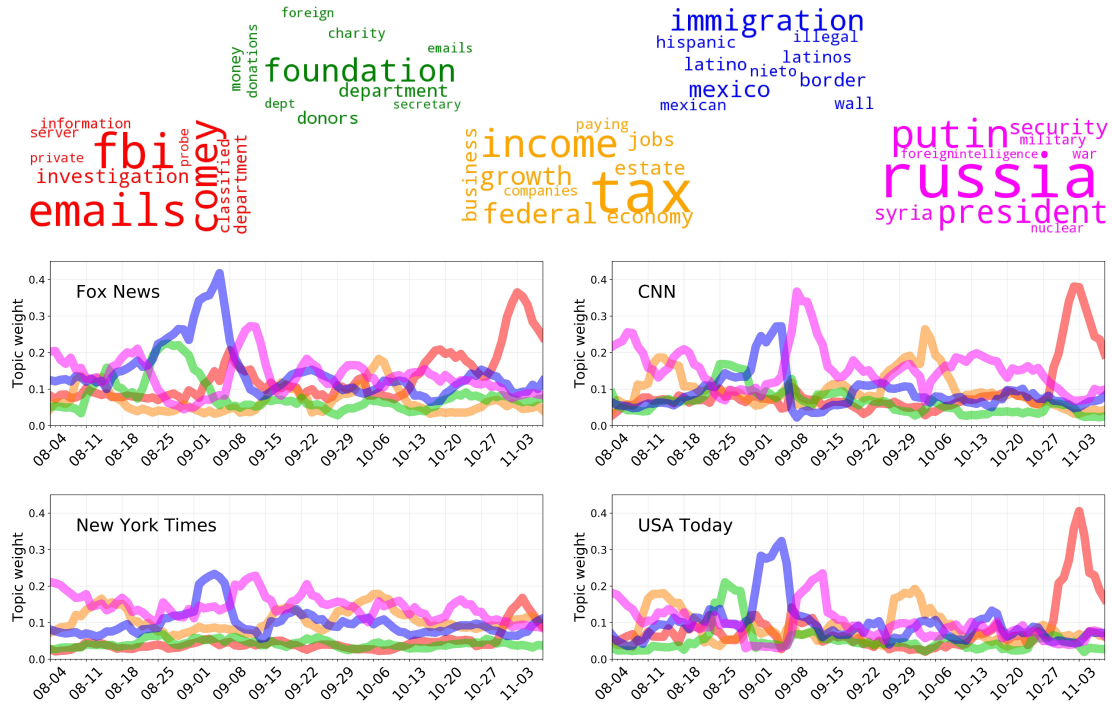 foreign
charity
emails
money
donations
foundation
department
dept
secretary
donors
immigration
hispanic
illegal
latinos
latino
nieto
border
mexico
mexican
wall
information
server
fbi
probe
comey
private
investigation
classified
department
emails
paying
income
jobs
business
growth
estate
companies
tax
federal
economy
putin
security
military
foreign
intelligence
war
russia
syria
president
nuclear
Fox News
Topic weight
0.4
0.3
0.2
0.1
0.0
08-04 08-11 08-18 08-25 09-01 09-08 09-15 09-22 09-29 10-06 10-13 10-20 10-27 11-03
CNN
Topic weight
0.4
0.3
0.2
0.1
0.0
08-04 08-11 08-18 08-25 09-01 09-08 09-15 09-22 09-29 10-06 10-13 10-20 10-27 11-03
New York Times
Topic weight
0.4
0.3
0.2
0.1
0.0
08-04 08-11 08-18 08-25 09-01 09-08 09-15 09-22 09-29 10-06 10-13 10-20 10-27 11-03
USA Today
Topic weight
0.4
0.3
0.2
0.1
0.0
08-04 08-11 08-18 08-25 09-01 09-08 09-15 09-22 09-29 10-06 10-13 10-20 10-27 11-03